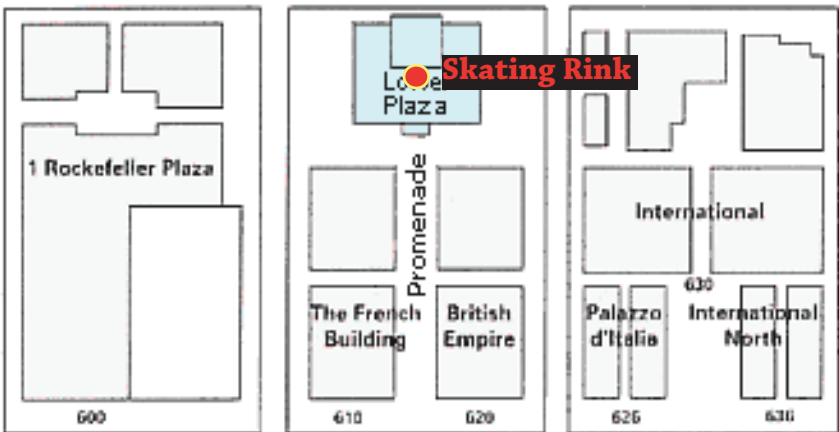 Skating Rink
Lower
Plaza
1 Rockefeller Plaza
Promenade
International
630
The French
Building
British
Empire
Palazzo
d'Italia
International
North
600
610
620
626
636